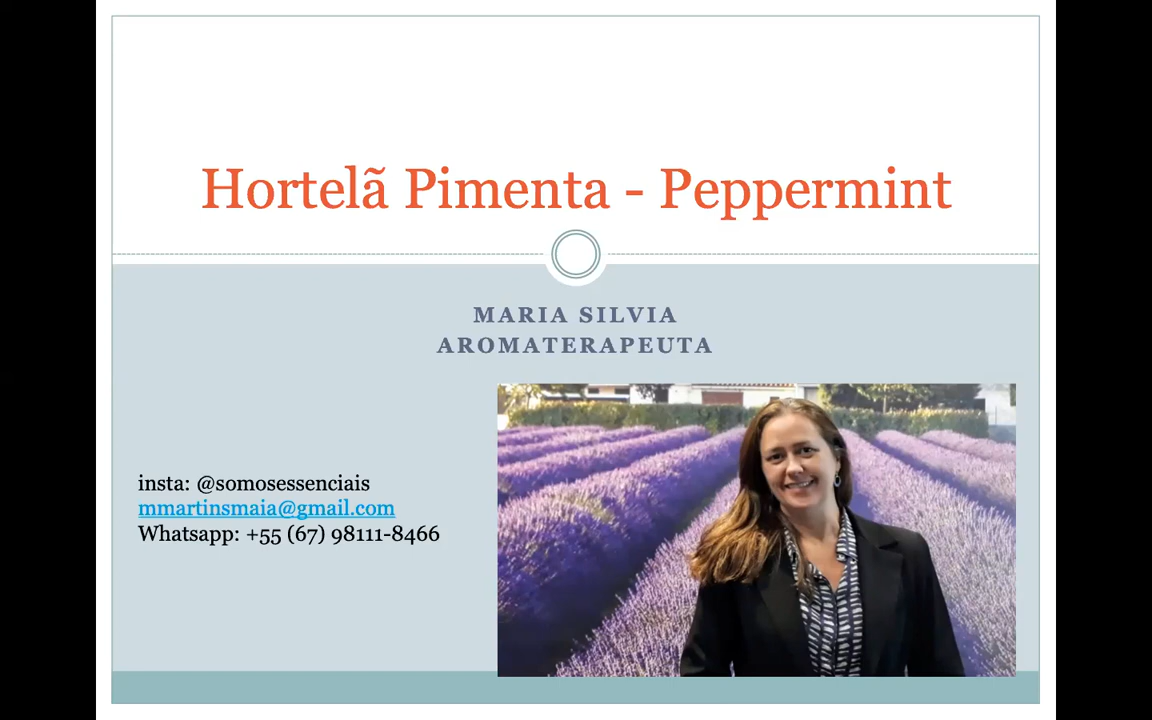 Hortelã Pimenta - Peppermint
MARIA SILVIA
AROMATERAPEUTA
insta: @somosessenciais
mmartinsmaia@gmail.com
Whatsapp: +55 (67) 98111-8466